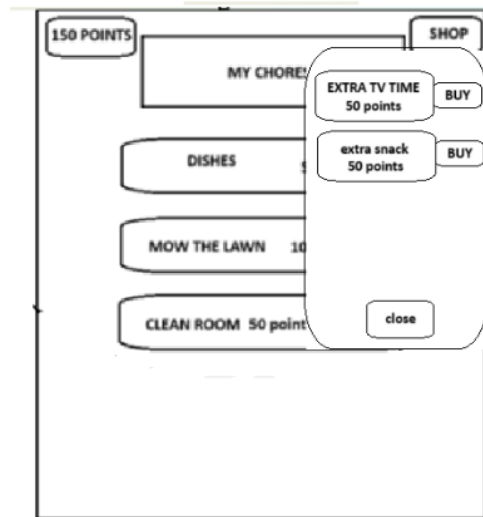 150 POINTS
SHOP
MY CHORES
EXTRA TV TIME
50 points
BUY
DISHES
extra snack
50 points
BUY
MOW THE LAWN 10
CLEAN ROOM 50 point
close